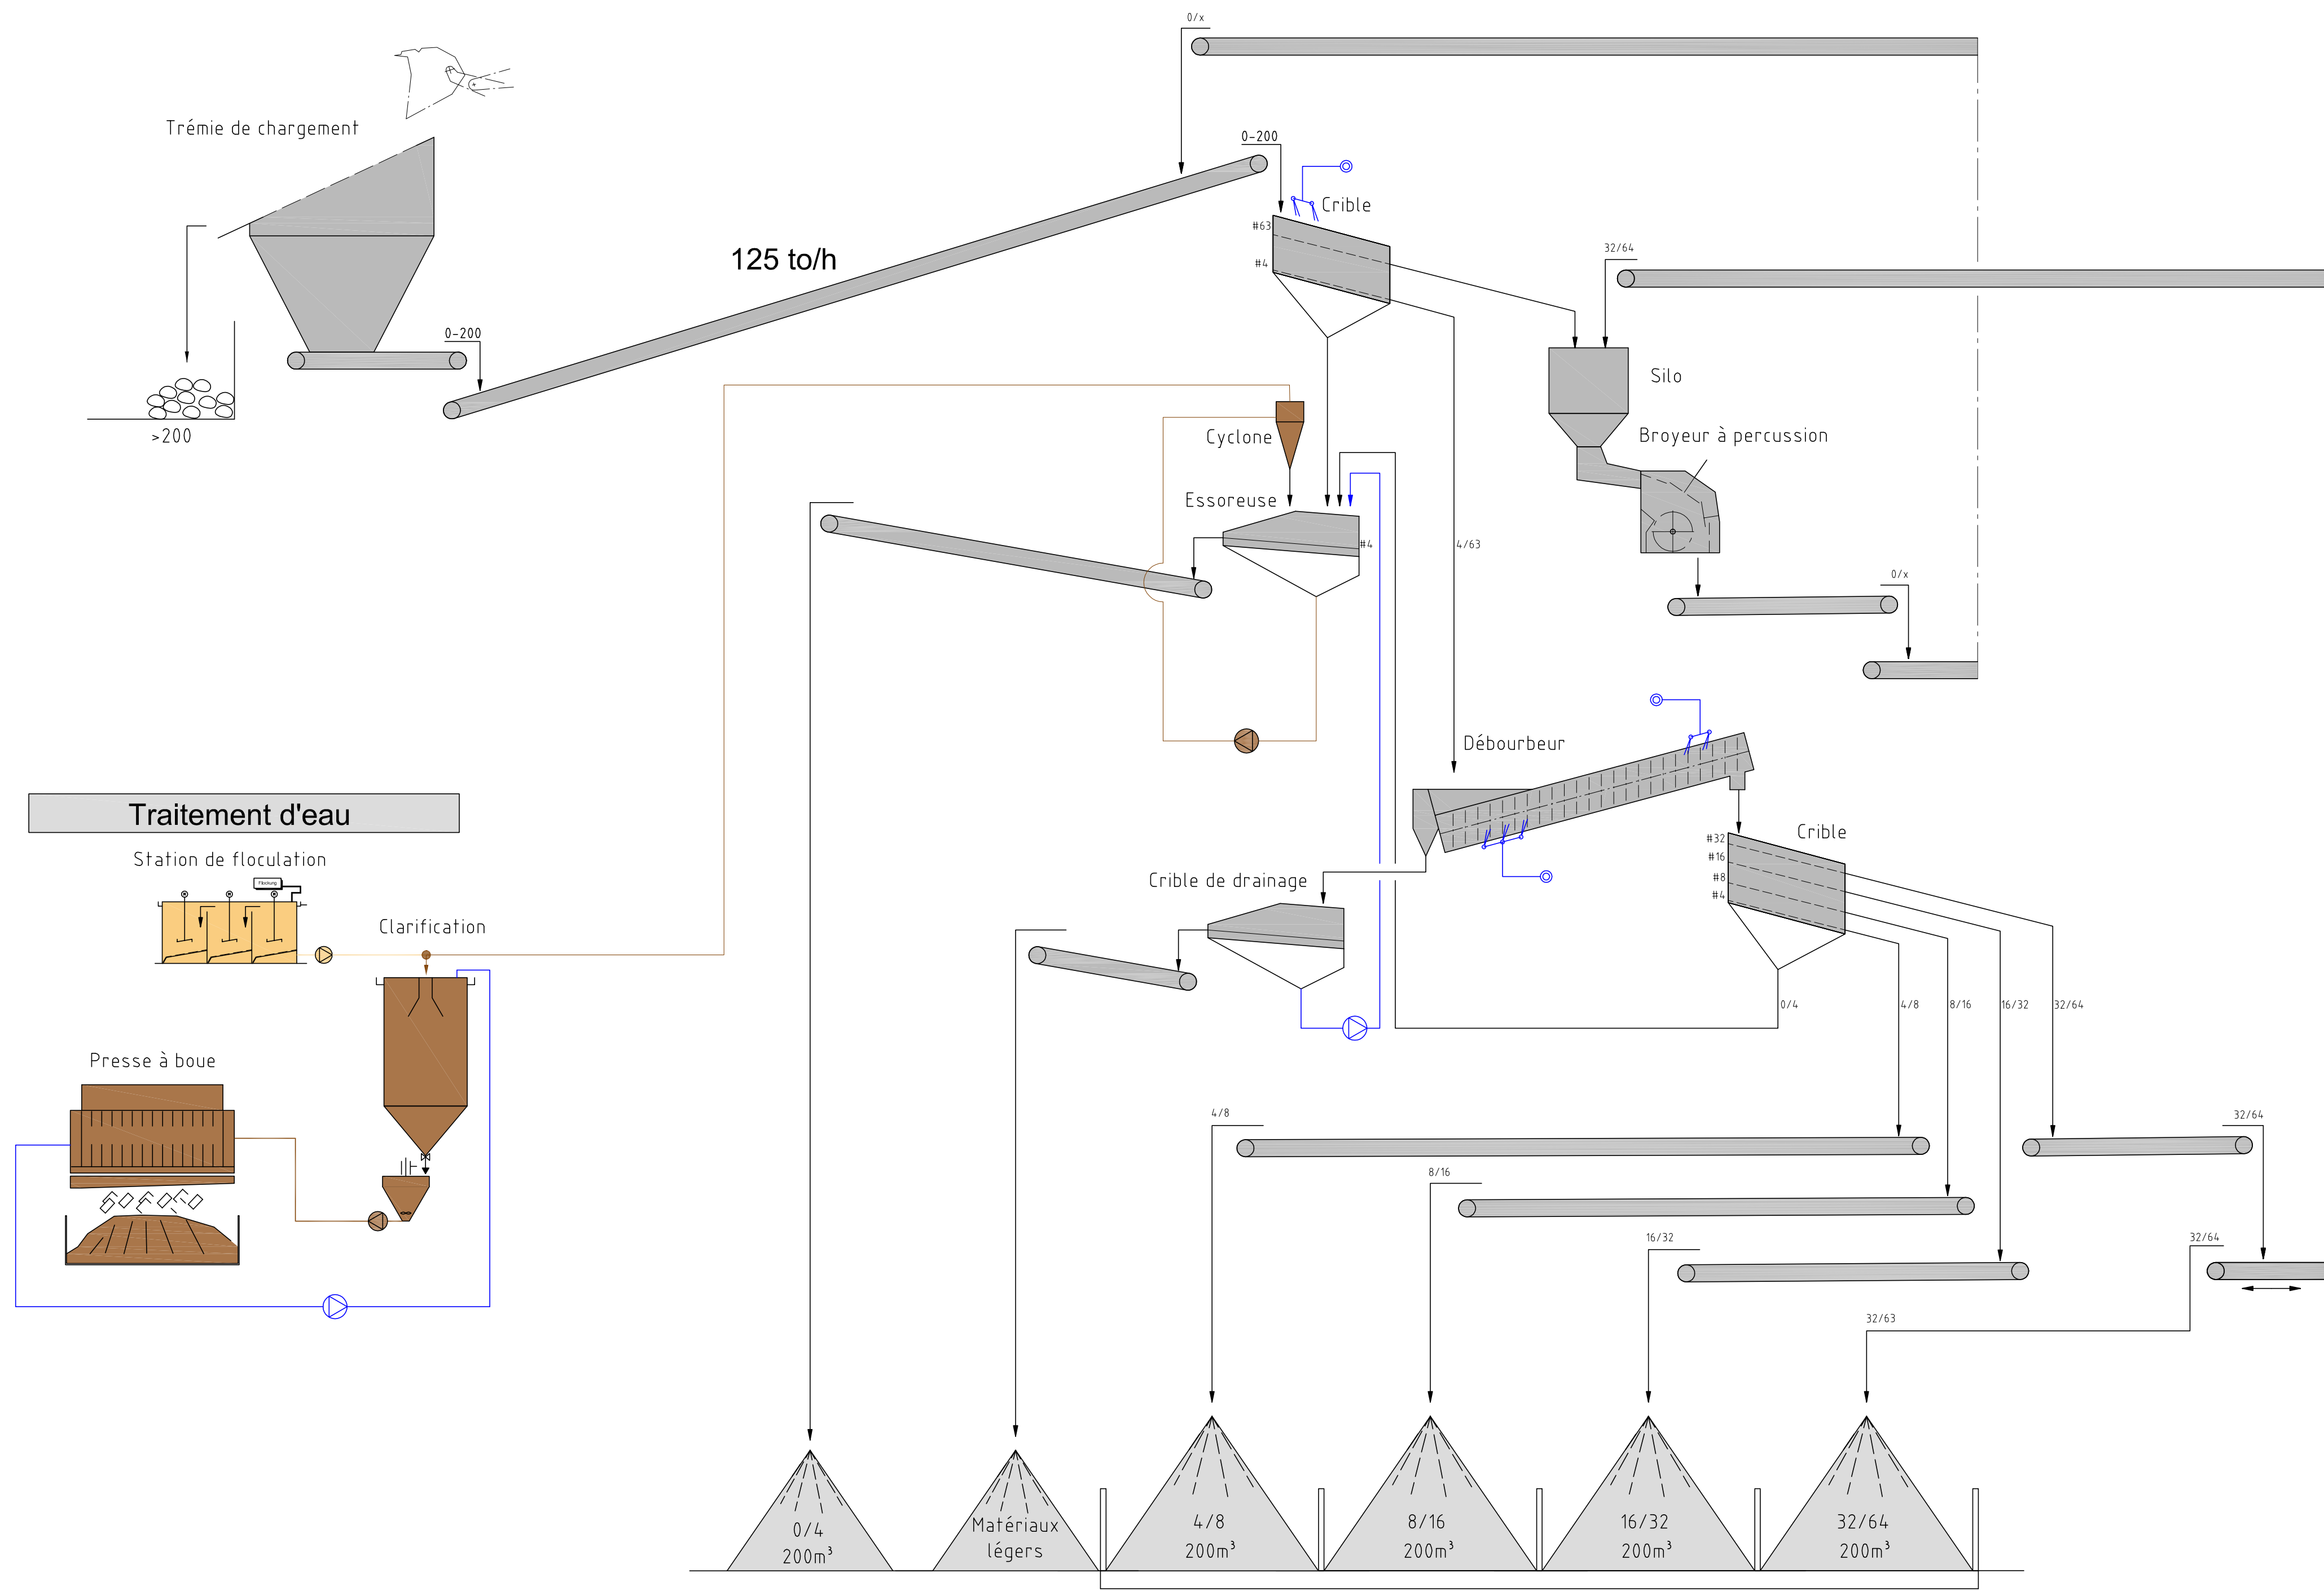 0/x
Trémie de chargement
0-200
Crible
#63
#4
125 to/h
32/64
0-200
Silo
>200
Cyclone
Broyeur à percussion
Essoreuse
#4
4/63
0/x
Débourbeur
Traitement d'eau
Station de floculation
Flockung
Crible
#32
#16
#8
#4
Crible de drainage
Clarification
0/4
4/8
8/16
16/32
32/64
Presse à boue
4/8
32/64
8/16
16/32
32/64
32/63
0/4
200m³
Matériaux
légers
4/8
200m³
8/16
200m³
16/32
200m³
32/64
200m³